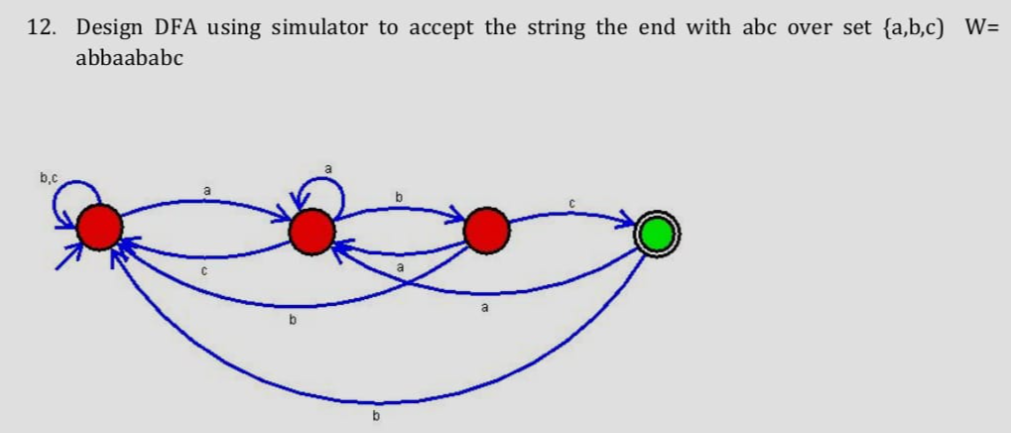 12. Design DFA using simulator to accept the string the end with abc over set {a,b,c) W=
abbaababc
a
b,c
a
b
c
c
a
a
b
b